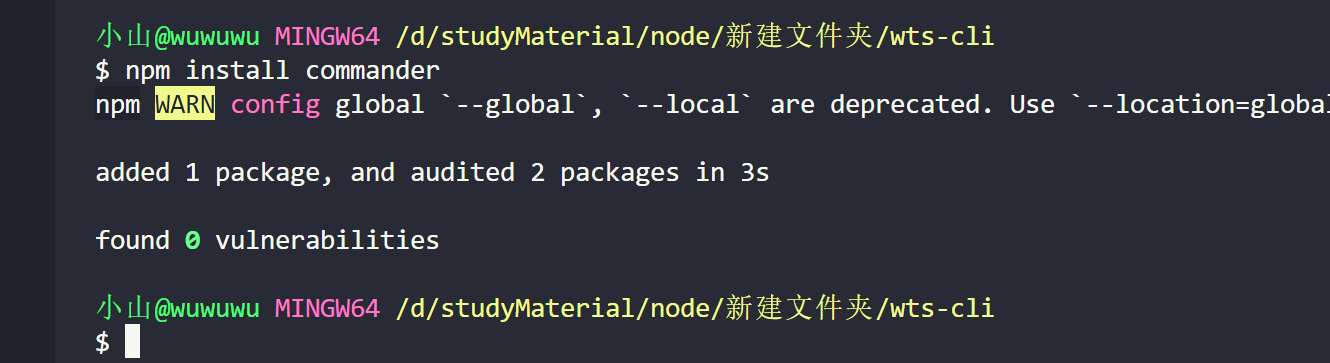 小山@wuwuwu MINGW64 /d/studyMaterial/node/新建文件夹/wts-cli
$ npm install commander
npm WARN config global `--global`, `--local` are deprecated. Use `--location=global
added 1 package, and audited 2 packages in 3s
found 0 vulnerabilities
小山@wuwuwu MINGW64 /d/studyMaterial/node/新建文件夹/wts-cli
$